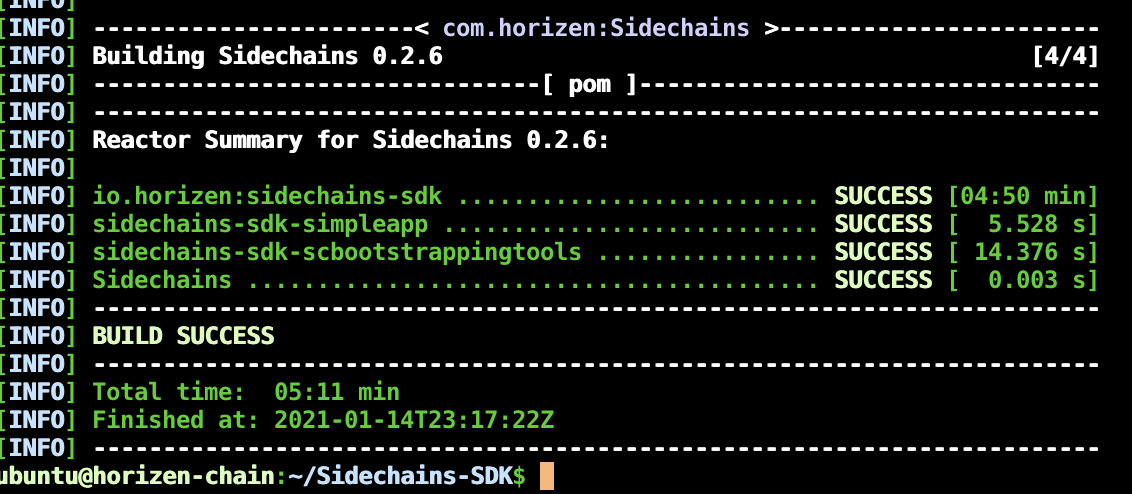 [INFO]
[INFO] -----------------------< com.horizen:Sidechains >-----------------------
[INFO] Building Sidechains 0.2.6                                          [4/4]
[INFO] --------------------------------[ pom ]---------------------------------
[INFO] ------------------------------------------------------------------------
[INFO] Reactor Summary for Sidechains 0.2.6:
[INFO]
[INFO] io.horizen:sidechains-sdk .......................... SUCCESS [04:50 min]
[INFO] sidechains-sdk-simpleapp ........................... SUCCESS [  5.528 s]
[INFO] sidechains-sdk-scbootstrappingtools ................ SUCCESS [ 14.376 s]
[INFO] Sidechains ......................................... SUCCESS [  0.003 s]
[INFO] ------------------------------------------------------------------------
[INFO] BUILD SUCCESS
[INFO] ------------------------------------------------------------------------
[INFO] Total time:  05:11 min
[INFO] Finished at: 2021-01-14T23:17:22Z
[INFO] ------------------------------------------------------------------------
ubuntu@horizen-chain:~/Sidechains-SDK$